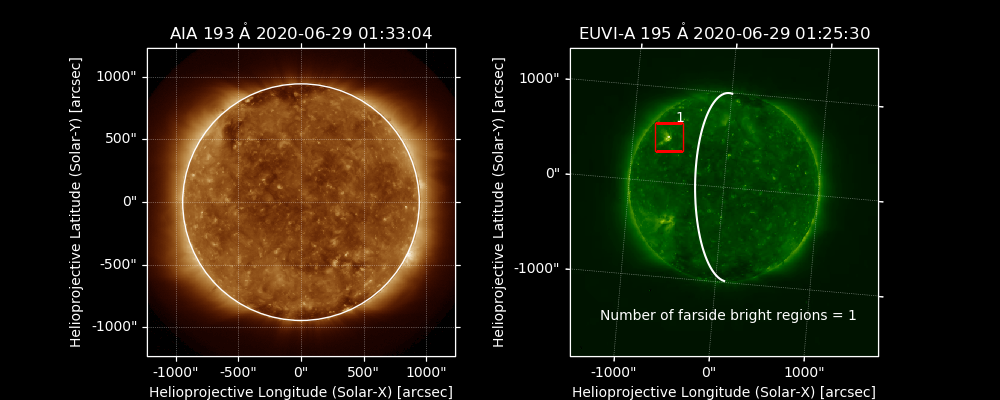 AIA 193 Å 2020-06-29 01:33:04
1000"
500"
0"
-500"
-1000"
Helioprojective Latitude (Solar-Y) [arcsec]
-1000"
-500"
0"
500"
1000"
Helioprojective Longitude (Solar-X) [arcsec]
EUVI-A 195 Å 2020-06-29 01:25:30
1000"
0"
-1000"
Helioprojective Latitude (Solar-Y) [arcsec]
1
Number of farside bright regions = 1
-1000"
0"
1000"
Helioprojective Longitude (Solar-X) [arcsec]